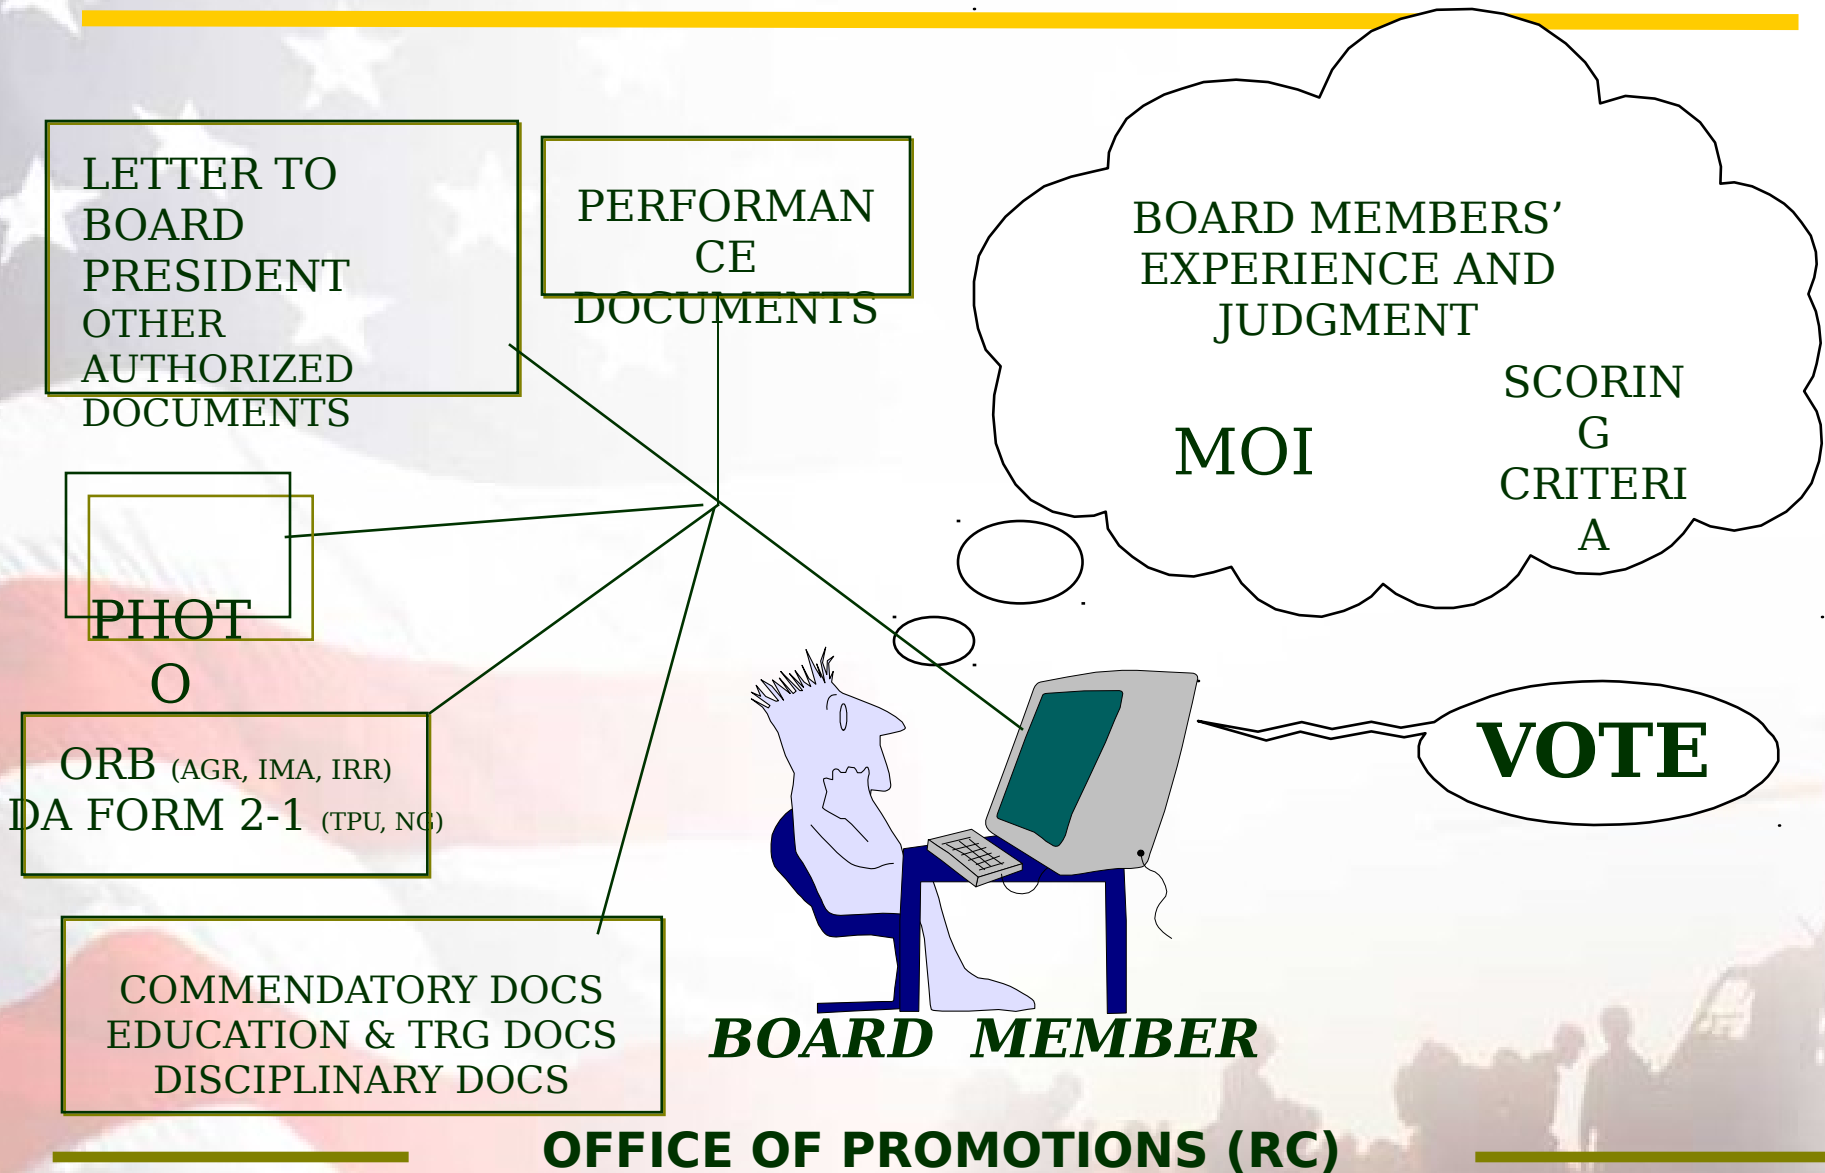 LETTER TO
BOARD
PRESIDENT
OTHER
AUTHORIZED
DOCUMENTS
PERFORMAN
CE
DOCUMENTS
BOARD MEMBERS’
EXPERIENCE AND
JUDGMENT
MOI
SCORIN
G
CRITERI
A
PHOT
O
ORB (AGR, IMA, IRR)
DA FORM 2-1 (TPU, NG)
VOTE
COMMENDATORY DOCS
EDUCATION & TRG DOCS
DISCIPLINARY DOCS
BOARD MEMBER
OFFICE OF PROMOTIONS (RC)